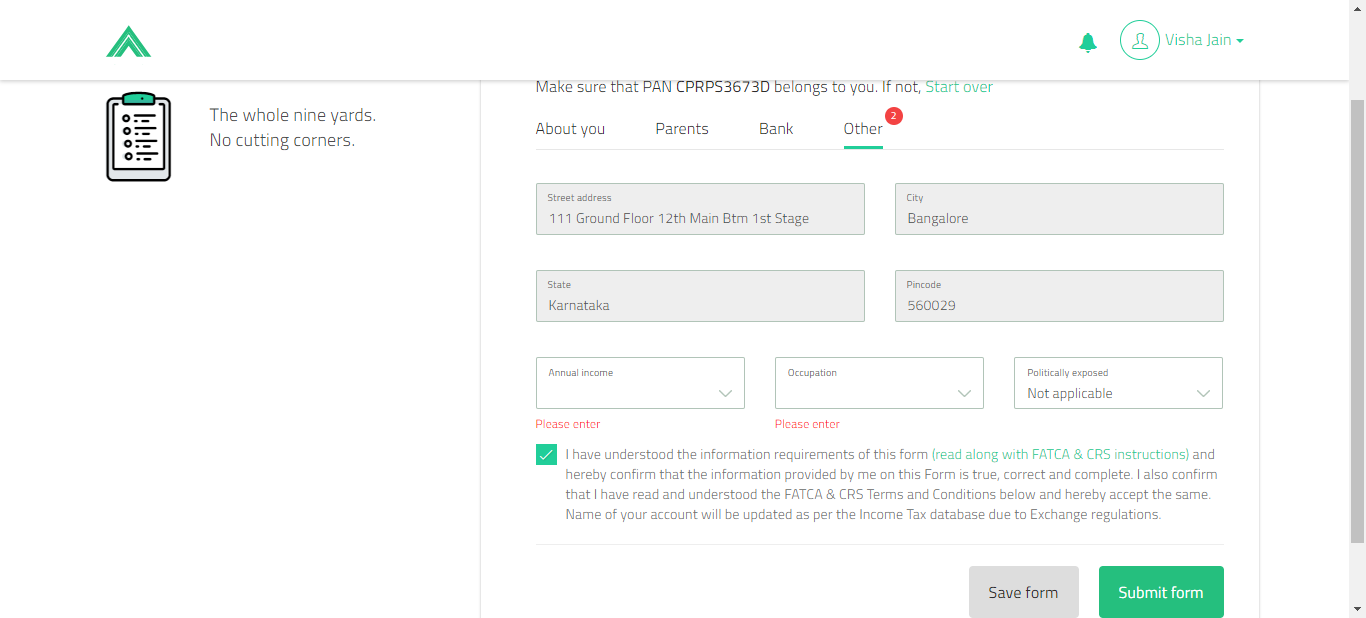 Visha Jain
The whole nine yards.
No cutting corners.
Make sure that PAN CPRPS3673D belongs to you. If not, Start over
About you
Parents
Bank
Other
2
Street address
111 Ground Floor 12th Main Btm 1st Stage
City
Bangalore
State
Karnataka
Pincode
560029
Annual income
Please enter
Occupation
Please enter
Politically exposed
Not applicable
I have understood the information requirements of this form (read along with FATCA & CRS instructions) and
hereby confirm that the information provided by me on this Form is true, correct and complete. I also confirm
that I have read and understood the FATCA & CRS Terms and Conditions below and hereby accept the same.
Name of your account will be updated as per the Income Tax database due to Exchange regulations.
Save form
Submit form